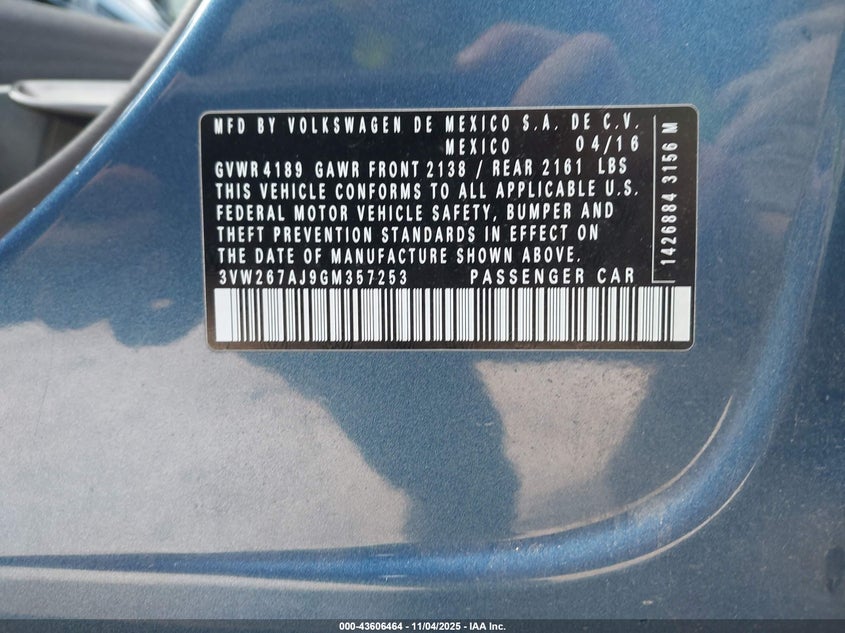 MFD BY VOLKSWAGEN DE MEXICO S.A. DE C.V.
MEXICO 04/16
GVWR 4189 GAWR FRONT 2138 / REAR 2161 LBS
THIS VEHICLE CONFORMS TO ALL APPLICABLE U.S.
FEDERAL MOTOR VEHICLE SAFETY, BUMPER AND
THEFT PREVENTION STANDARDS IN EFFECT ON
THE DATE OF MANUFACTURE SHOWN ABOVE.
3VW267AJ9GM357253 PASSENGER CAR
1426884 3156 M
000-43606464 - 11/04/2025 - IAA Inc.